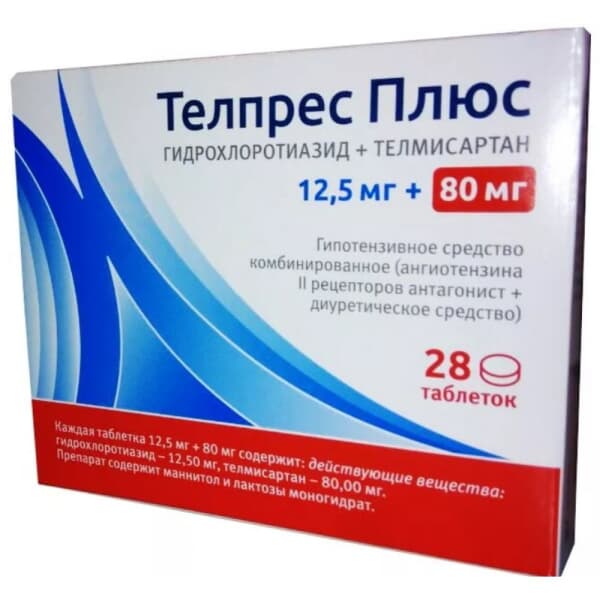 Телпрес Плюс
ГИДРОХЛОРОТИАЗИД + ТЕЛМИСАРТАН
12,5 мг + 80 мг
Гипотензивное средство
комбинированное (ангиотензина
II рецепторов антагонист +
диуретическое средство)
28
таблеток
Каждая таблетка 12,5 мг + 80 мг содержит: действующие вещества:
гидрохлоротиазид – 12,50 мг, телмисартан – 80,00 мг.
Препарат содержит маннитол и лактозы моногидрат.